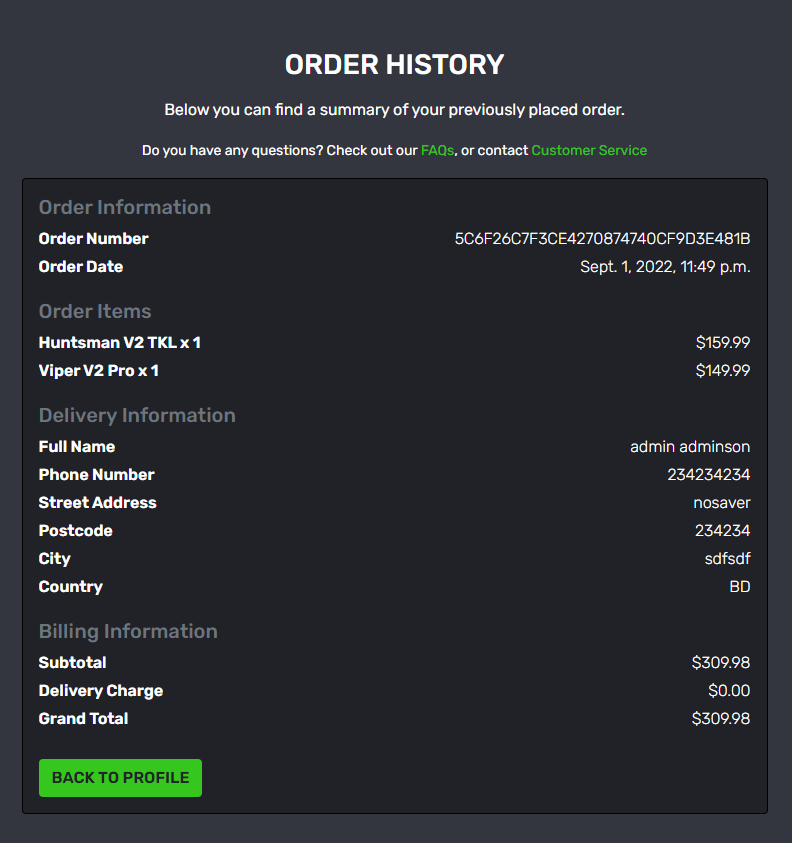 ORDER HISTORY
Below you can find a summary of your previously placed order.
Do you have any questions? Check out our FAQs, or contact Customer Service
Order Information
Order Number 5C6F26C7F3CE4270874740CF9D3E481B
Order Date Sept. 1, 2022, 11:49 p.m.
Order Items
Huntsman V2 TKL x 1 $159.99
Viper V2 Pro x 1 $149.99
Delivery Information
Full Name admin adminson
Phone Number 234234234
Street Address nosaver
Postcode 234234
City sdfsdf
Country BD
Billing Information
Subtotal $309.98
Delivery Charge $0.00
Grand Total $309.98
BACK TO PROFILE